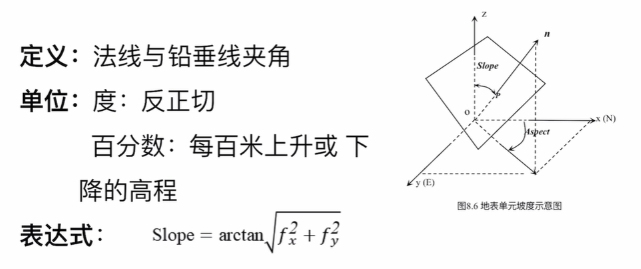 定义：法线与铅垂线夹角
单位：度：反正切
百分数：每百米上升或 下
降的高程
表达式： Slope = arctan√(f_x^2 + f_y^2)
z
n
Slope
P
O
x (N)
Aspect
y (E)
图8.6 地表单元坡度示意图